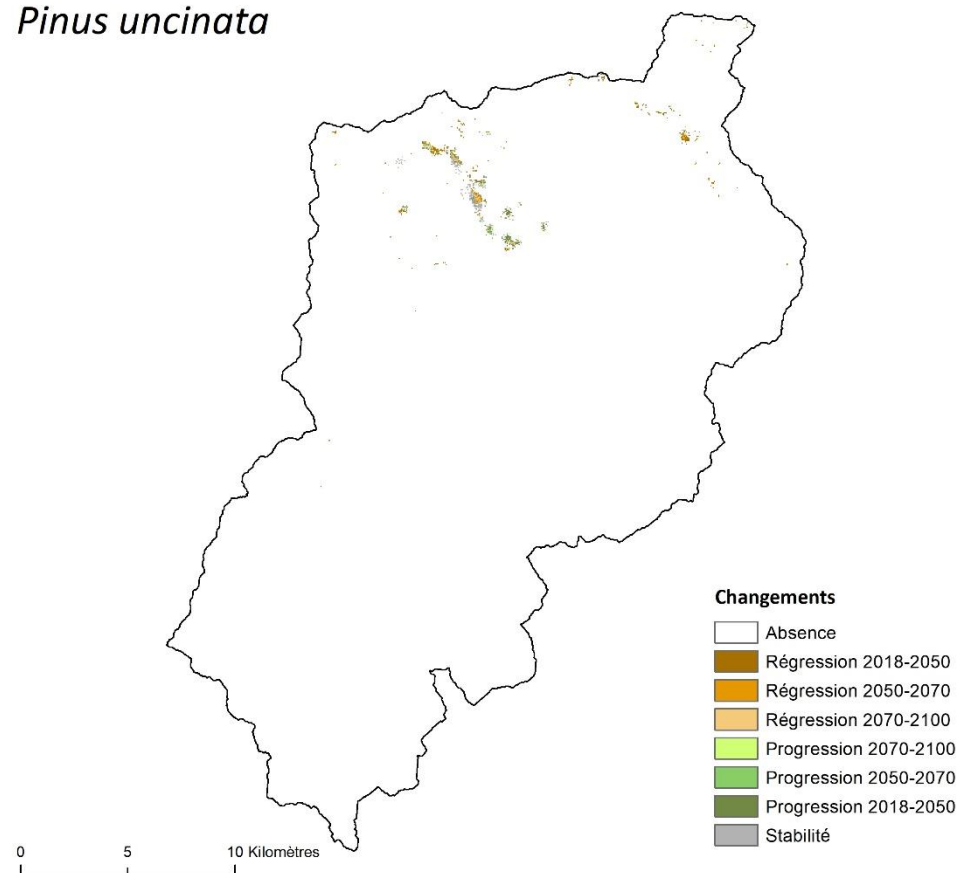 Pinus uncinata
Changements
Absence
Régression 2018-2050
Régression 2050-2070
Régression 2070-2100
Progression 2070-2100
Progression 2050-2070
Progression 2018-2050
Stabilité
0 5 10 Kilomètres